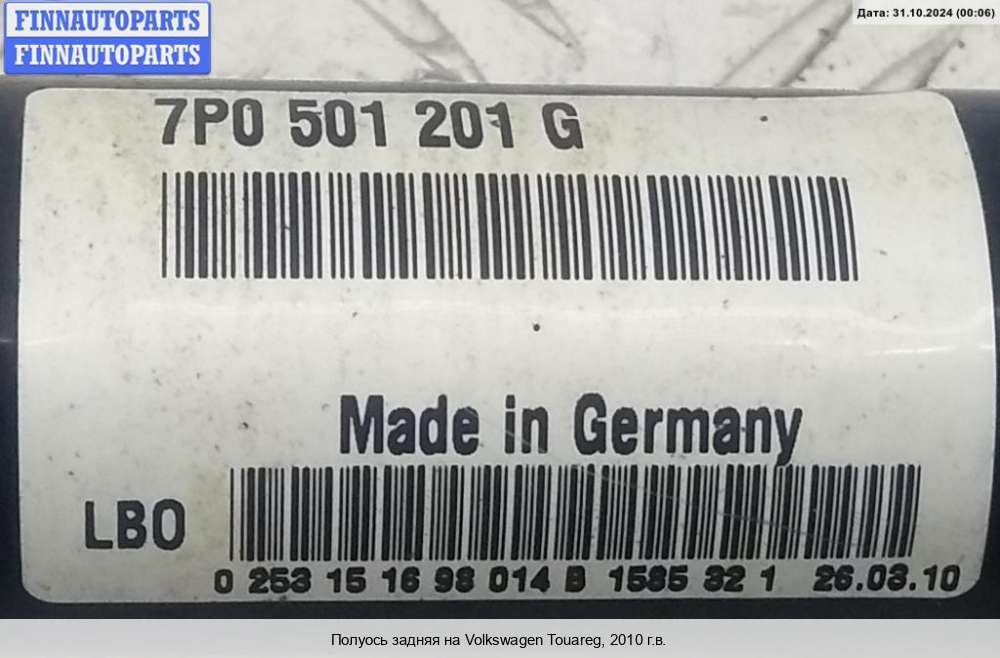 FINNAUTOPARTS
FINNAUTOPARTS
Дата: 31.10.2024 (00:06)
7P0 501 201 G
Made in Germany
LBO
0 253 15 16 98 014 B 1585 32 1 26.03.10
Полуось задняя на Volkswagen Touareg, 2010 г.в.